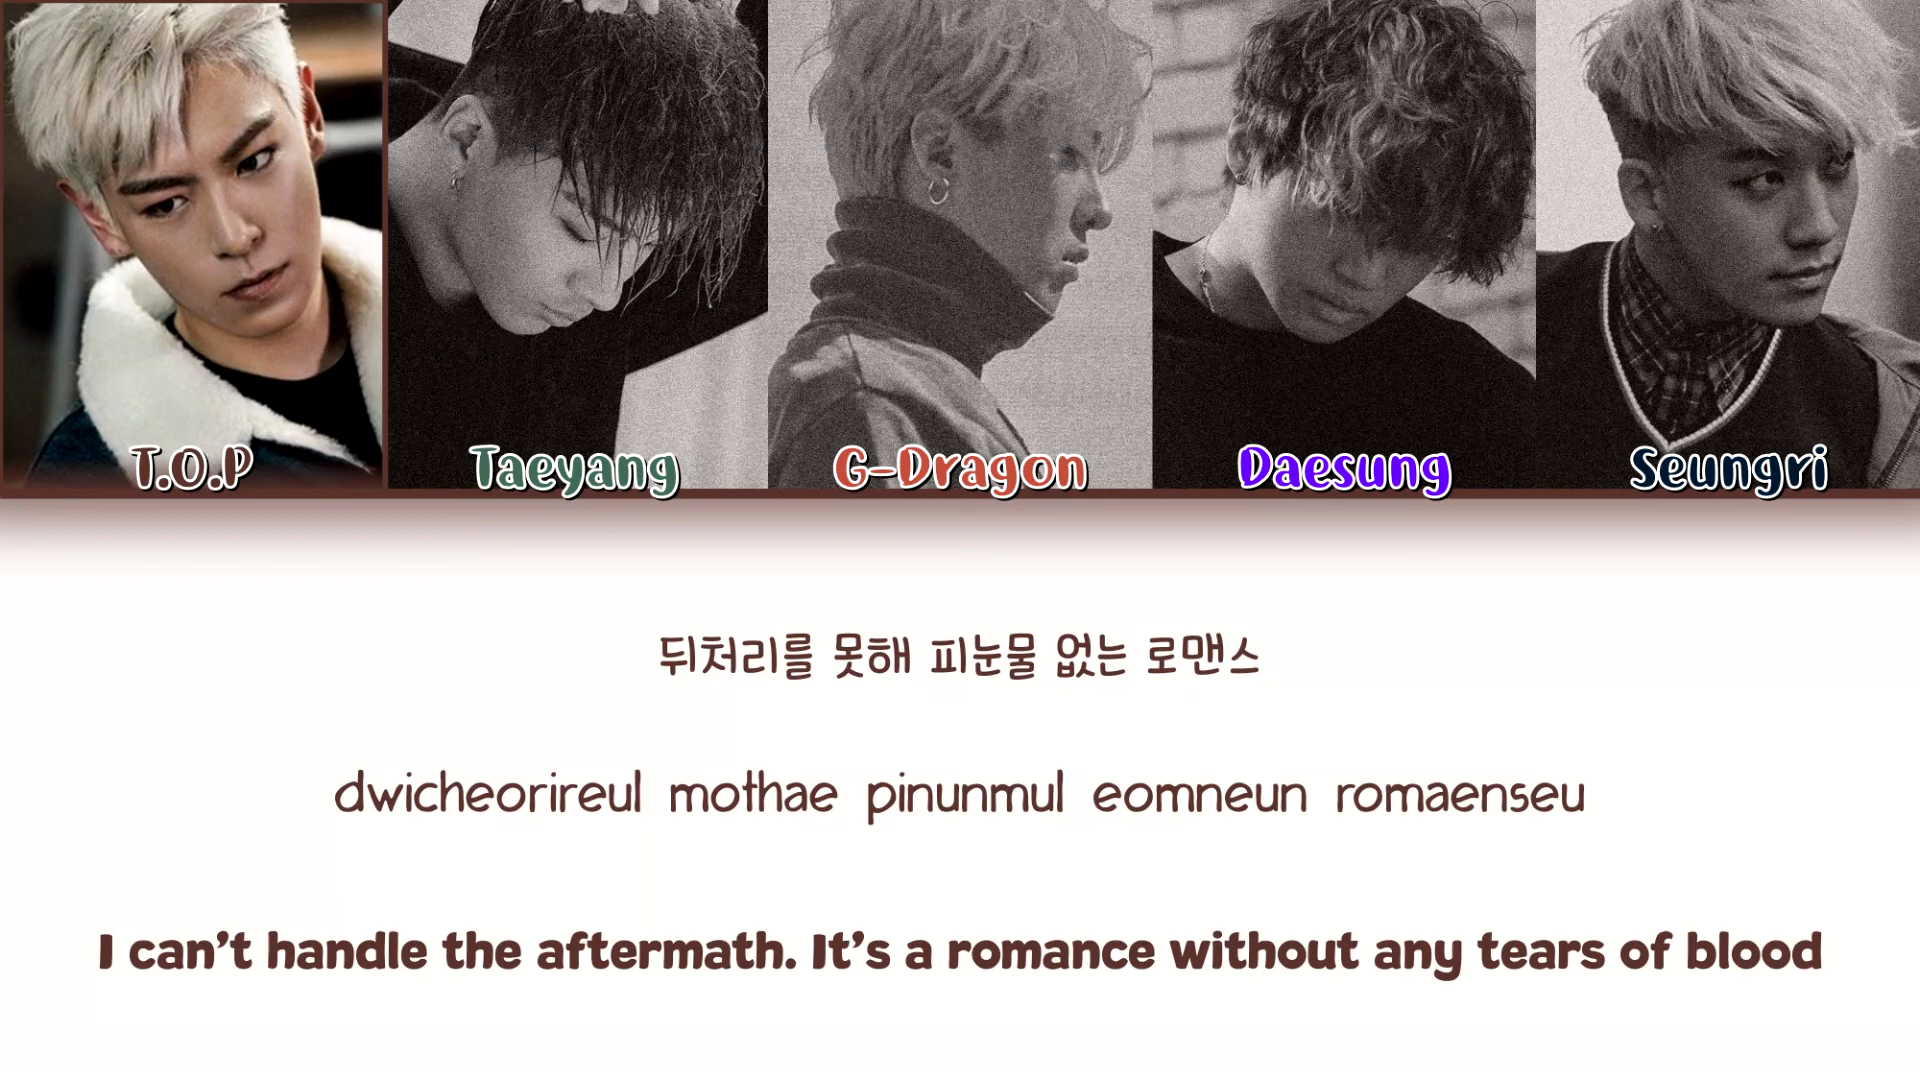 T.O.P Taeyang G-Dragon Daesung Seungri
뒤처리를 못해 피눈물 없는 로맨스
dwicheorireul mothae pinunmul eomneun romaenseu
I can't handle the aftermath. It's a romance without any tears of blood